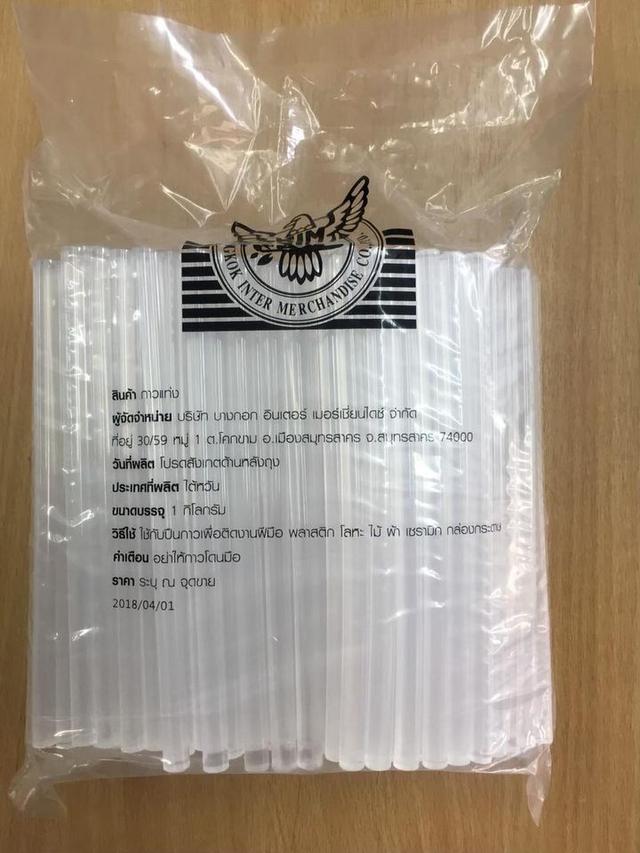 BIM
GKOK INTER MERCHANDISE CO.
สินค้า กาวแท่ง
ผู้จัดจำหน่าย บริษัท บางกอก อินเตอร์ เมอร์เชี่ยนไดซ์ จำกัด
ที่อยู่ 30/59 หมู่ 1 ต.โคกขาม อ.เมืองสมุทรสาคร จ.สมุทรสาคร 74000
วันที่ผลิต โปรดสังเกตด้านหลังถุง
ประเทศที่ผลิต ไต้หวัน
ขนาดบรรจุ 1 กิโลกรัม
วิธีใช้ ใช้กับปืนกาวเพื่อติดงานฝีมือ พลาสติก โลหะ ไม้ ผ้า เซรามิค กล่องกระดาษ
คำเตือน อย่าให้กาวโดนมือ
ราคา ระบุ ณ จุดขาย
2018/04/01